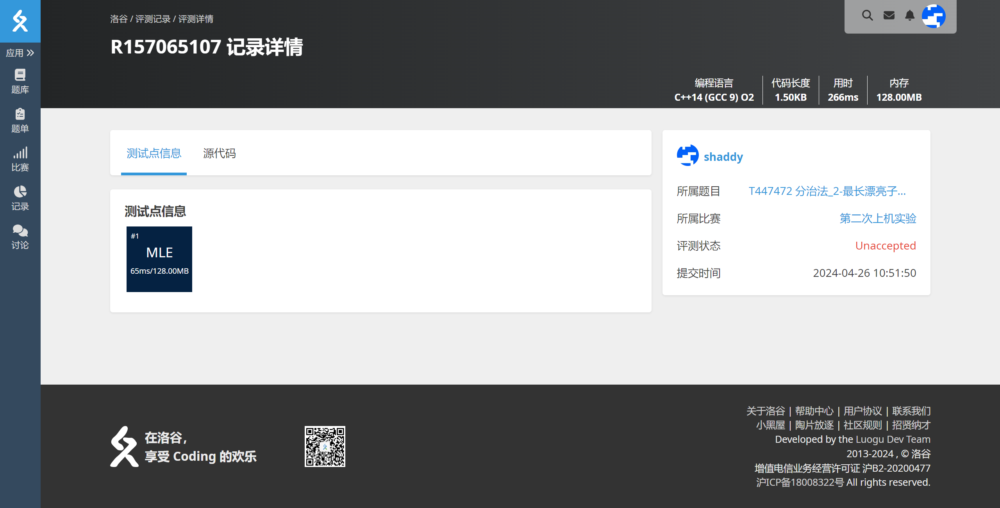 洛谷 / 评测记录 / 评测详情
R157065107 记录详情
应用
题库
题单
比赛
记录
讨论
编程语言
C++14 (GCC 9) O2
代码长度
1.50KB
用时
266ms
内存
128.00MB
测试点信息
源代码
测试点信息
#1
MLE
65ms/128.00MB
shaddy
所属题目
T447472 分治法_2-最长漂亮子...
所属比赛
第二次上机实验
评测状态
Unaccepted
提交时间
2024-04-26 10:51:50
在洛谷，
享受 Coding 的欢乐
关于洛谷 | 帮助中心 | 用户协议 | 联系我们
小黑屋 | 陶片放逐 | 社区规则 | 招贤纳才
Developed by the Luogu Dev Team
2013-2024 , © 洛谷
增值电信业务经营许可证 沪B2-20200477
沪ICP备18008322号 All rights reserved.